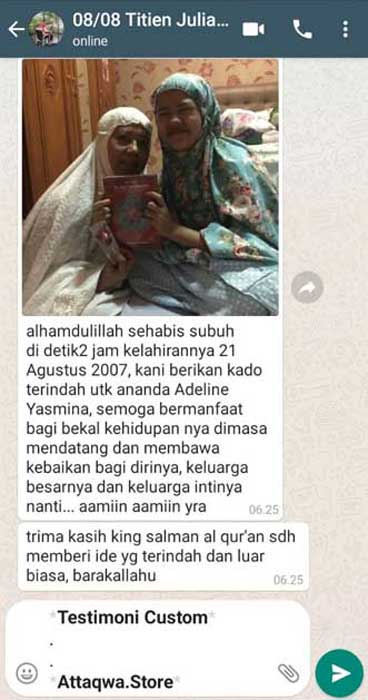 08/08 Titien Julia...
online
alhamdulillah sehabis subuh
di detik2 jam kelahirannya 21
Agustus 2007, kani berikan kado
terindah utk ananda Adeline
Yasmina, semoga bermanfaat
bagi bekal kehidupan nya dimasa
mendatang dan membawa
kebaikan bagi dirinya, keluarga
besarnya dan keluarga intinya
nanti... aamiin aamiin yra
06.25
trima kasih king salman al qur'an sdh
memberi ide yg terindah dan luar
biasa, barakallahu
06.25
*Testimoni Custom*
.
.
*Attaqwa.Store*